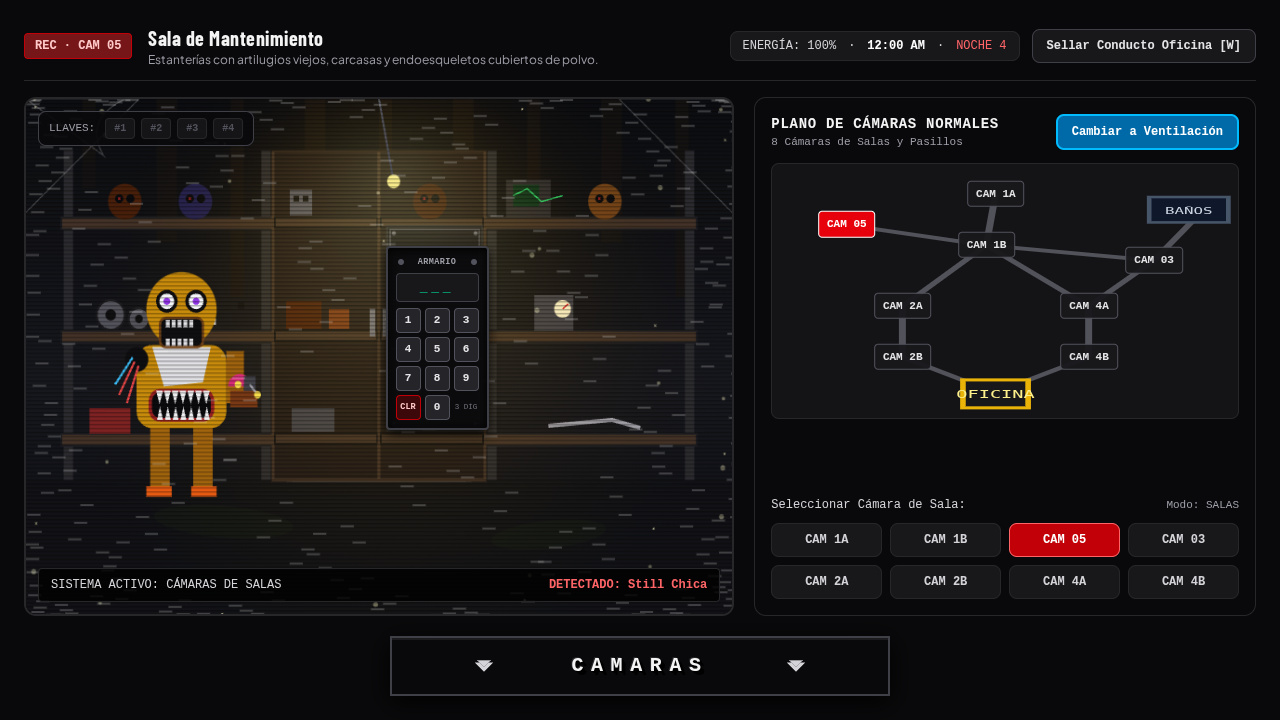 REC · CAM 05
Sala de Mantenimiento
Estanterías con artilugios viejos, carcasas y endoesqueletos cubiertos de polvo.
ENERGÍA: 100% · 12:00 AM · NOCHE 4
Sellar Conducto Oficina [W]
LLAVES: #1 #2 #3 #4
ARMARIO
_ _ _
1 2 3
4 5 6
7 8 9
CLR 0 3 DIG
SISTEMA ACTIVO: CÁMARAS DE SALAS
DETECTADO: Still Chica
PLANO DE CÁMARAS NORMALES
8 Cámaras de Salas y Pasillos
Cambiar a Ventilación
CAM 1A
BAÑOS
CAM 05
CAM 1B
CAM 03
CAM 2A
CAM 4A
CAM 2B
CAM 4B
OFICINA
Seleccionar Cámara de Sala:
Modo: SALAS
CAM 1A CAM 1B CAM 05 CAM 03
CAM 2A CAM 2B CAM 4A CAM 4B
CAMARAS